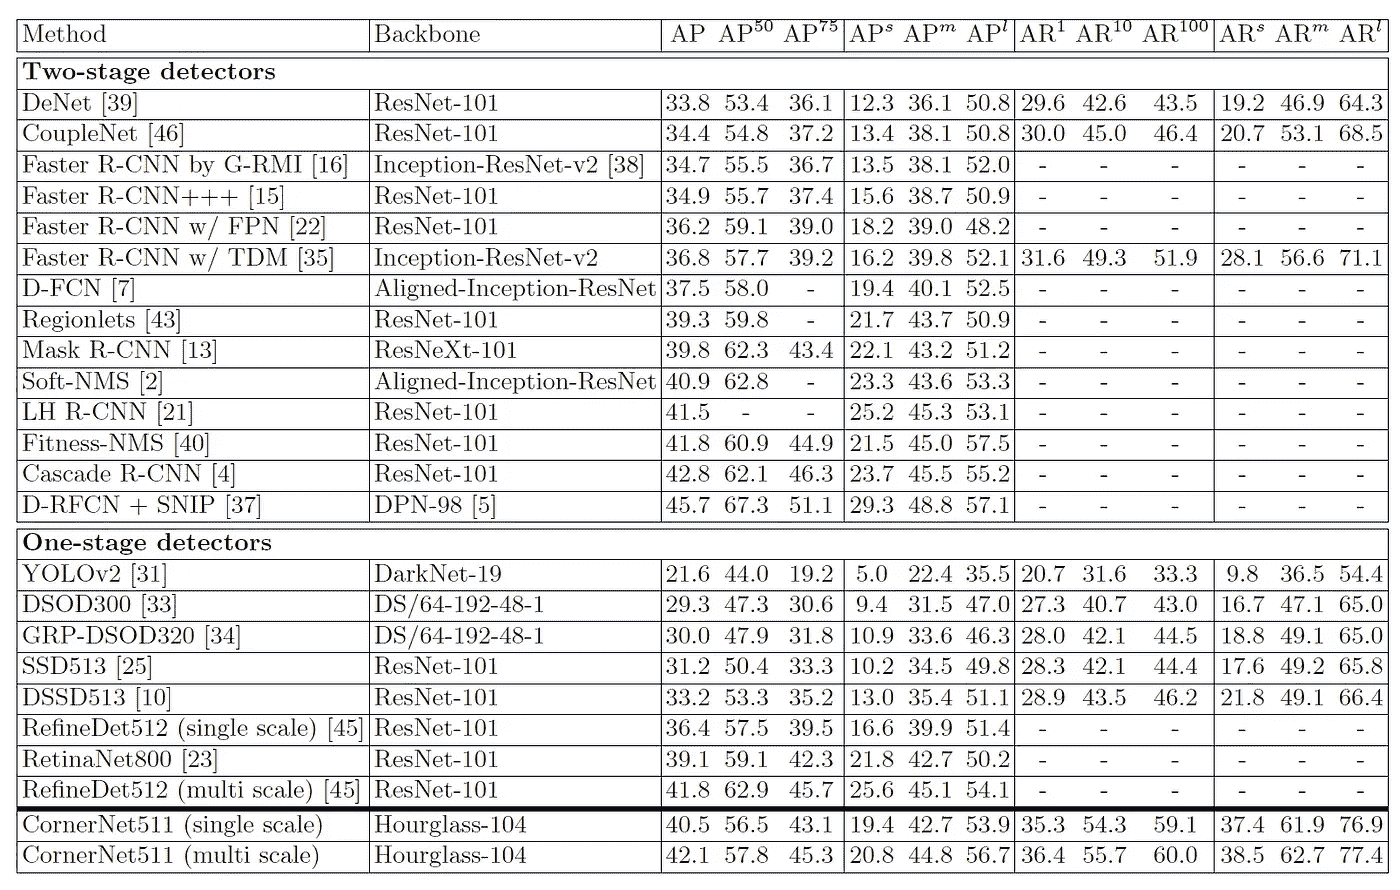 Method Backbone AP AP50 AP75 APs APm APl AR1 AR10 AR100 ARs ARm ARl
Two-stage detectors
DeNet [39] ResNet-101 33.8 53.4 36.1 12.3 36.1 50.8 29.6 42.6 43.5 19.2 46.9 64.3
CoupleNet [46] ResNet-101 34.4 54.8 37.2 13.4 38.1 50.8 30.0 45.0 46.4 20.7 53.1 68.5
Faster R-CNN by G-RMI [16] Inception-ResNet-v2 [38] 34.7 55.5 36.7 13.5 38.1 52.0 - - - - - -
Faster R-CNN+++ [15] ResNet-101 34.9 55.7 37.4 15.6 38.7 50.9 - - - - - -
Faster R-CNN w/ FPN [22] ResNet-101 36.2 59.1 39.0 18.2 39.0 48.2 - - - - - -
Faster R-CNN w/ TDM [35] Inception-ResNet-v2 36.8 57.7 39.2 16.2 39.8 52.1 31.6 49.3 51.9 28.1 56.6 71.1
D-FCN [7] Aligned-Inception-ResNet 37.5 58.0 - 19.4 40.1 52.5 - - - - - -
Regionlets [43] ResNet-101 39.3 59.8 - 21.7 43.7 50.9 - - - - - -
Mask R-CNN [13] ResNeXt-101 39.8 62.3 43.4 22.1 43.2 51.2 - - - - - -
Soft-NMS [2] Aligned-Inception-ResNet 40.9 62.8 - 23.3 43.6 53.3 - - - - - -
LH R-CNN [21] ResNet-101 41.5 - - 25.2 45.3 53.1 - - - - - -
Fitness-NMS [40] ResNet-101 41.8 60.9 44.9 21.5 45.0 57.5 - - - - - -
Cascade R-CNN [4] ResNet-101 42.8 62.1 46.3 23.7 45.5 55.2 - - - - - -
D-RFCN + SNIP [37] DPN-98 [5] 45.7 67.3 51.1 29.3 48.8 57.1 - - - - - -
One-stage detectors
YOLOv2 [31] DarkNet-19 21.6 44.0 19.2 5.0 22.4 35.5 20.7 31.6 33.3 9.8 36.5 54.4
DSOD300 [33] DS/64-192-48-1 29.3 47.3 30.6 9.4 31.5 47.0 27.3 40.7 43.0 16.7 47.1 65.0
GRP-DSOD320 [34] DS/64-192-48-1 30.0 47.9 31.8 10.9 33.6 46.3 28.0 42.1 44.5 18.8 49.1 65.0
SSD513 [25] ResNet-101 31.2 50.4 33.3 10.2 34.5 49.8 28.3 42.1 44.4 17.6 49.2 65.8
DSSD513 [10] ResNet-101 33.2 53.3 35.2 13.0 35.4 51.1 28.9 43.5 46.2 21.8 49.1 66.4
RefineDet512 (single scale) [45] ResNet-101 36.4 57.5 39.5 16.6 39.9 51.4 - - - - - -
RetinaNet800 [23] ResNet-101 39.1 59.1 42.3 21.8 42.7 50.2 - - - - - -
RefineDet512 (multi scale) [45] ResNet-101 41.8 62.9 45.7 25.6 45.1 54.1 - - - - - -
CornerNet511 (single scale) Hourglass-104 40.5 56.5 43.1 19.4 42.7 53.9 35.3 54.3 59.1 37.4 61.9 76.9
CornerNet511 (multi scale) Hourglass-104 42.1 57.8 45.3 20.8 44.8 56.7 36.4 55.7 60.0 38.5 62.7 77.4